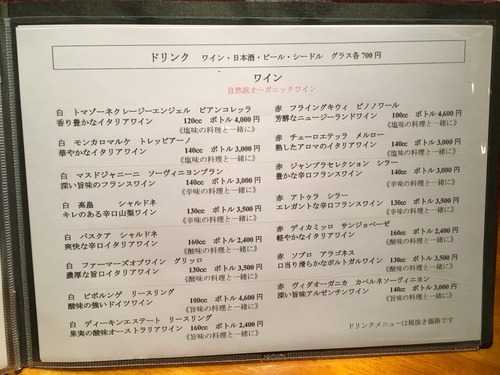 ドリンク ワイン・日本酒・ビール・シードル グラス各 700 円
ワイン
自然派オーガニックワイン
白 トマゾーネクレージーエンジェル ビアンコレッラ
香り豊かなイタリアワイン 120cc ボトル 4,000 円
《塩味の料理と一緒に》
白 モンカロマルケ トレッビアーノ
華やかなイタリアワイン 140cc ボトル 3,000 円
《塩味の料理と一緒に》
白 マスドジャニーニ ソーヴィニヨンブラン
深い旨味のフランスワイン 140cc ボトル 3,000 円
《辛味の料理と一緒に》
白 高畠 シャルドネ
キレのある辛口山梨ワイン 130cc ボトル 3,500 円
《辛味の料理と一緒に》
白 パスクア シャルドネ
爽快な辛口イタリアワイン 160cc ボトル 2,400 円
《酸味の料理と一緒に》
白 ファーマーズオブワイン グリッロ
濃厚な旨口イタリアワイン 130cc ボトル 3,500 円
《酸味の料理と一緒に》
白 ビボルンゲ リースリング
酸味の強いドイツワイン 100cc ボトル 4,600 円
《旨味の料理と一緒に》
白 ディーキンエステート リースリング
果実の酸味オーストラリアワイン 160cc ボトル 2,400 円
《旨味の料理と一緒に》
赤 フライングキウィ ピノノワール
芳醇なニュージーランドワイン 100cc ボトル 4,600 円
《塩味の料理と一緒に》
赤 チェーロエテッラ メルロー
熟したアロマのイタリアワイン 140cc ボトル 3,000 円
《塩味の料理と一緒に》
赤 ジャンブラセレクション シラー
豊かな辛口フランスワイン 140cc ボトル 3,000 円
《辛味の料理と一緒に》
赤 アトゥラ シラー
エレガントな辛口フランスワイン 130cc ボトル 3,500 円
《辛味の料理と一緒に》
赤 ディカミッロ サンジョベーゼ
軽やかなイタリアワイン 160cc ボトル 2,400 円
《酸味の料理と一緒に》
赤 ソブロ アラゴネス
口当り滑らかなポルトガルワイン 130cc ボトル 3,500 円
《酸味の料理と一緒に》
赤 ヴィダオーガニカ カベルネソーヴィニヨン
深い旨味アルゼンチンワイン 140cc ボトル 3,000 円
《旨味の料理と一緒に》
ドリンクメニューは税抜き価格です